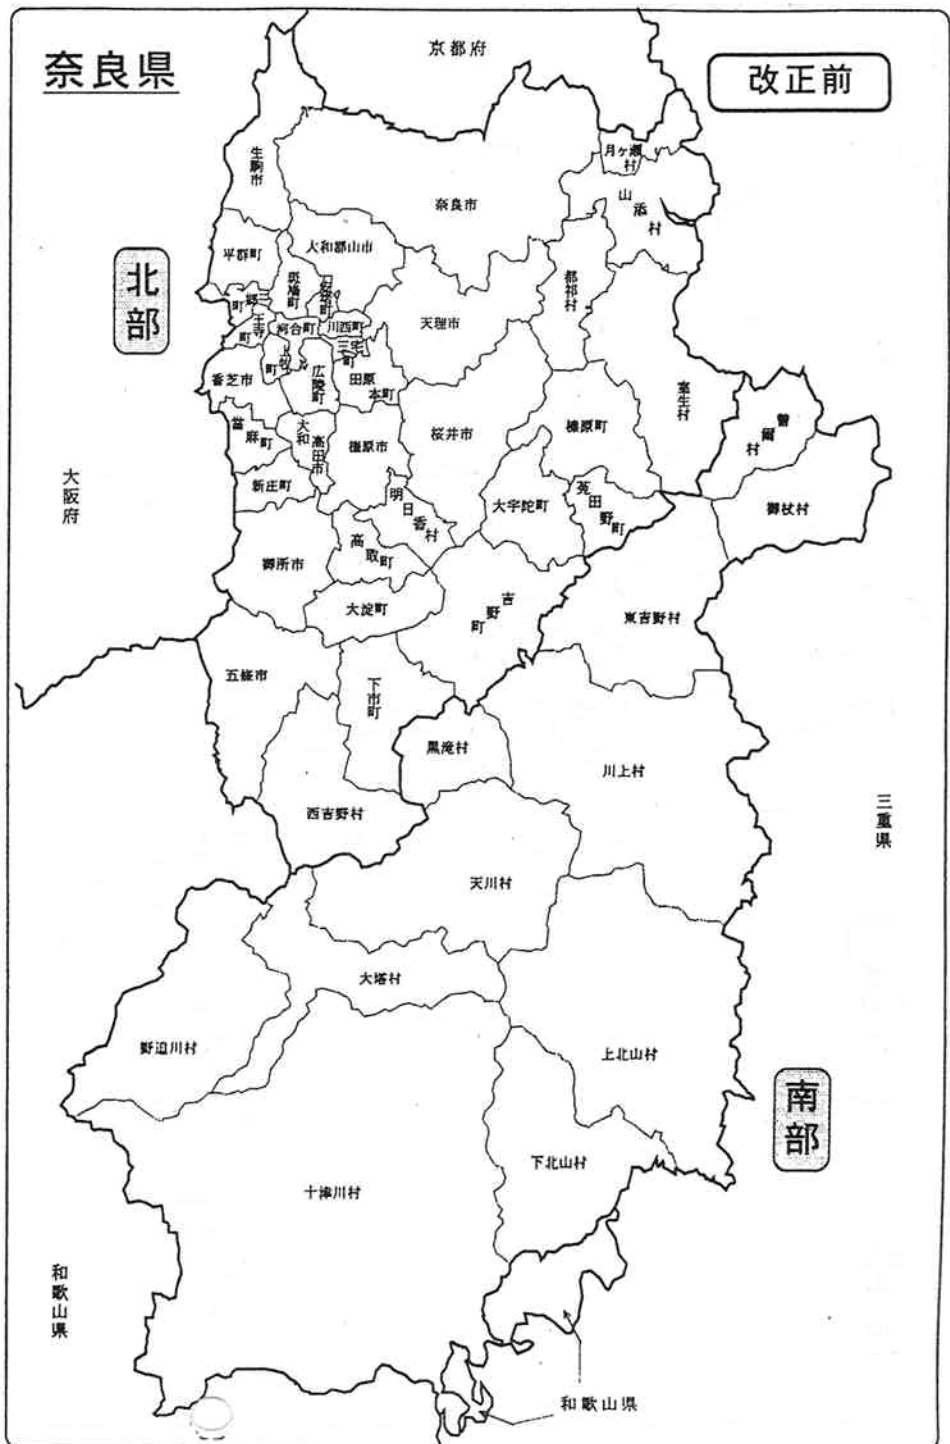 奈良県
改正前
京都府
月ヶ瀬村
山添村
生駒市
奈良市
平群町
大和郡山市
都祁村
北部
斑鳩町
安堵町
三郷町
王寺町
河合町
川西町
天理市
三宅町
上牧町
広陵町
田原本町
香芝市
室生村
曽爾村
當麻町
大和高田市
橿原市
桜井市
榛原町
大阪府
新庄町
明日香村
大宇陀町
菟田野町
御杖村
御所市
高取町
大淀町
吉野町
東吉野村
五條市
下市町
黒滝村
川上村
三重県
西吉野村
天川村
大塔村
野迫川村
上北山村
南部
下北山村
十津川村
和歌山県
和歌山県